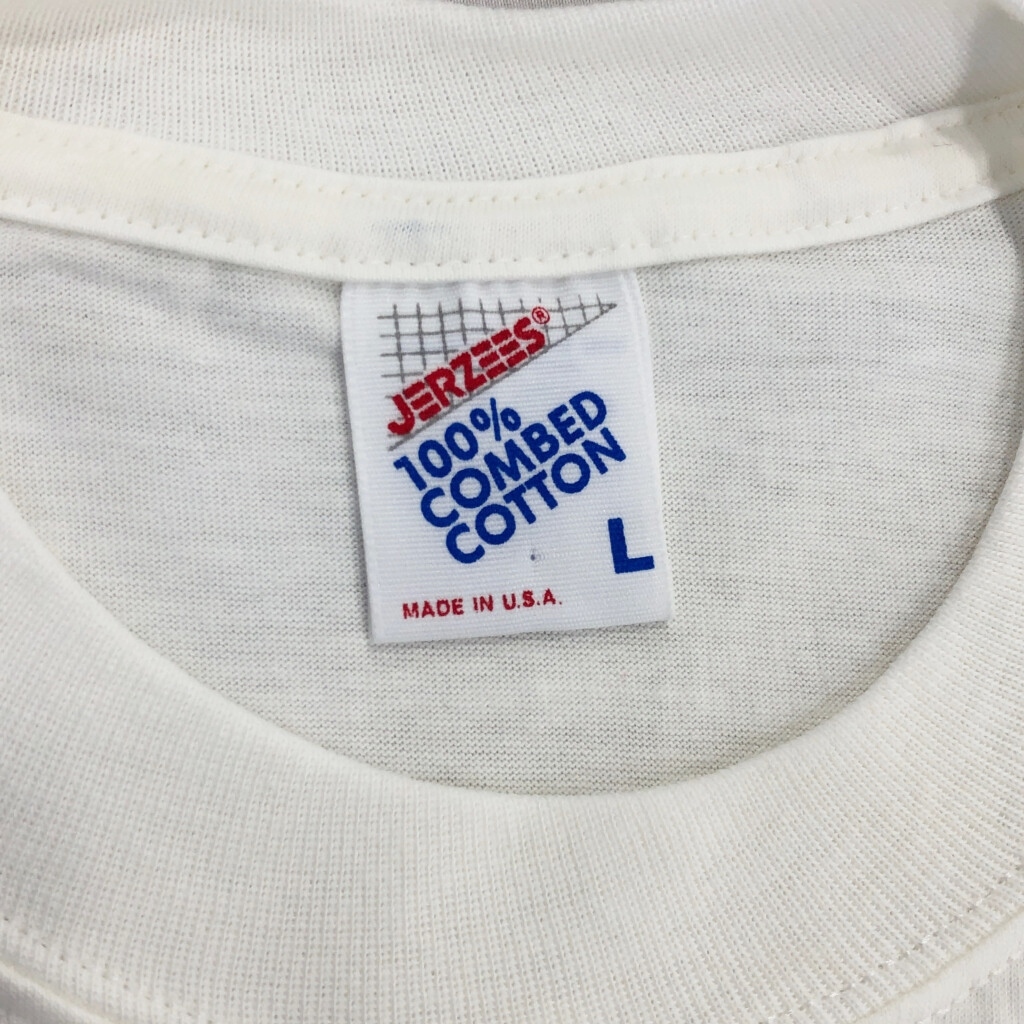 JERZEES®
100%
COMBED
COTTON
L
MADE IN U.S.A.